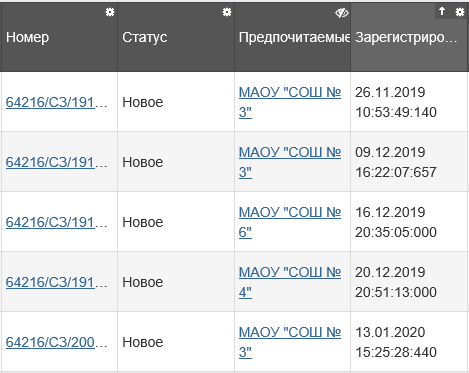 Номер Статус Предпочитаемые Зарегистриро...
64216/СЗ/191... Новое МАОУ "СОШ № 26.11.2019
3" 10:53:49:140
64216/СЗ/191... Новое МАОУ "СОШ № 09.12.2019
3" 16:22:07:657
64216/СЗ/191... Новое МАОУ "СОШ № 16.12.2019
6" 20:35:05:000
64216/СЗ/191... Новое МАОУ "СОШ № 20.12.2019
4" 20:51:13:000
64216/СЗ/200... Новое МАОУ "СОШ № 13.01.2020
3" 15:25:28:440